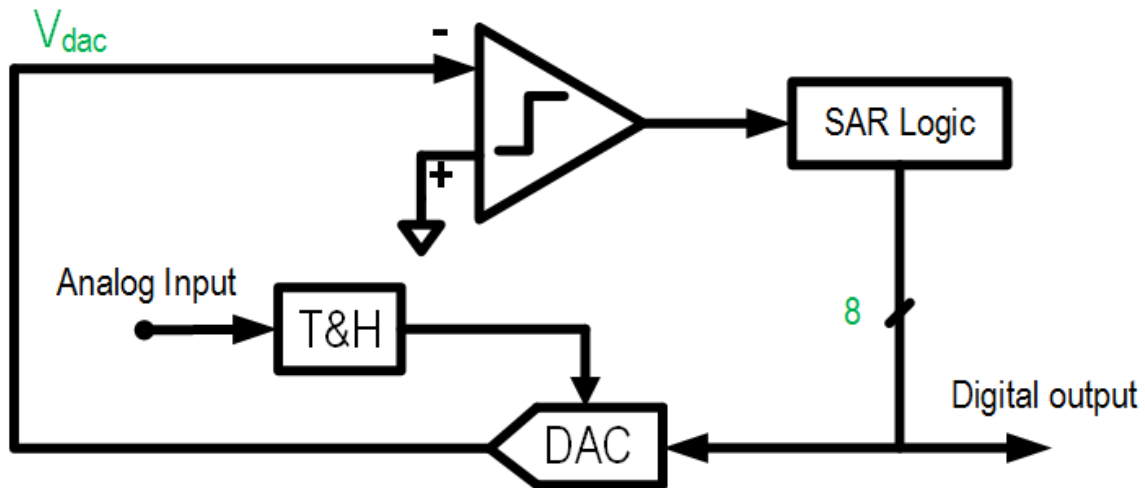 Vdac
-
+
SAR Logic
Analog Input
T&H
8
Digital output
DAC